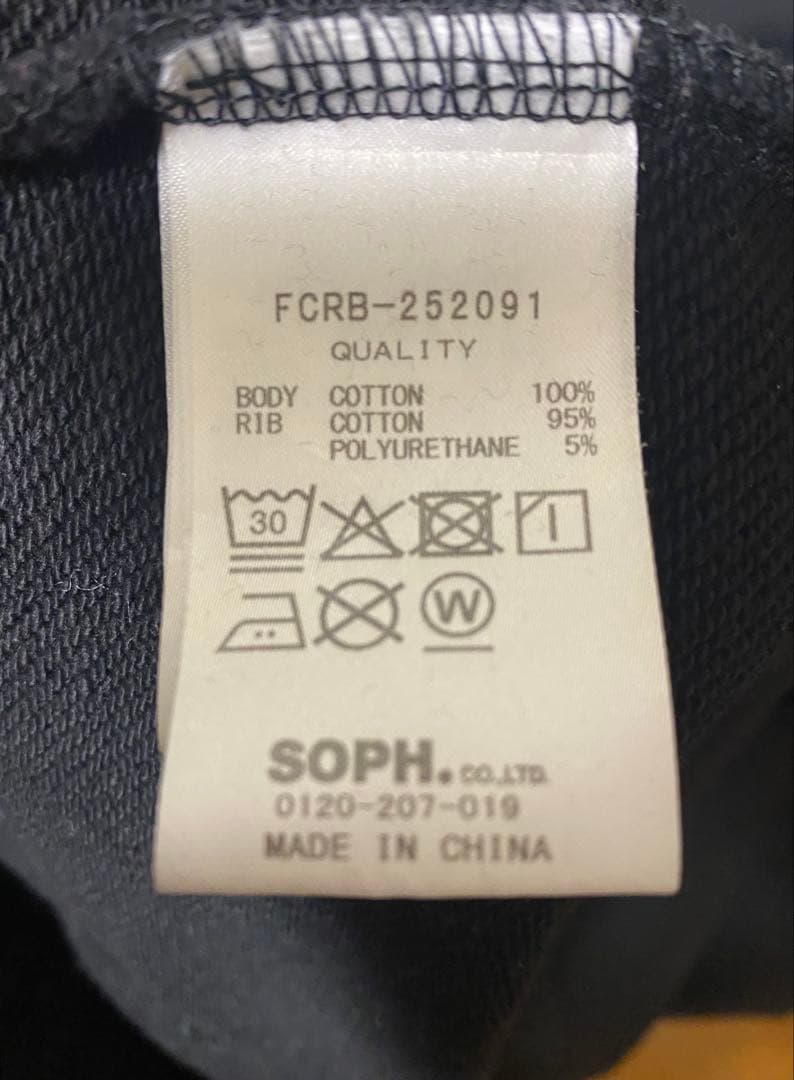 FCRB-252091
QUALITY
BODY COTTON 100%
RIB COTTON 95%
POLYURETHANE 5%
30
W
SOPH. CO.,LTD.
0120-207-019
MADE IN CHINA